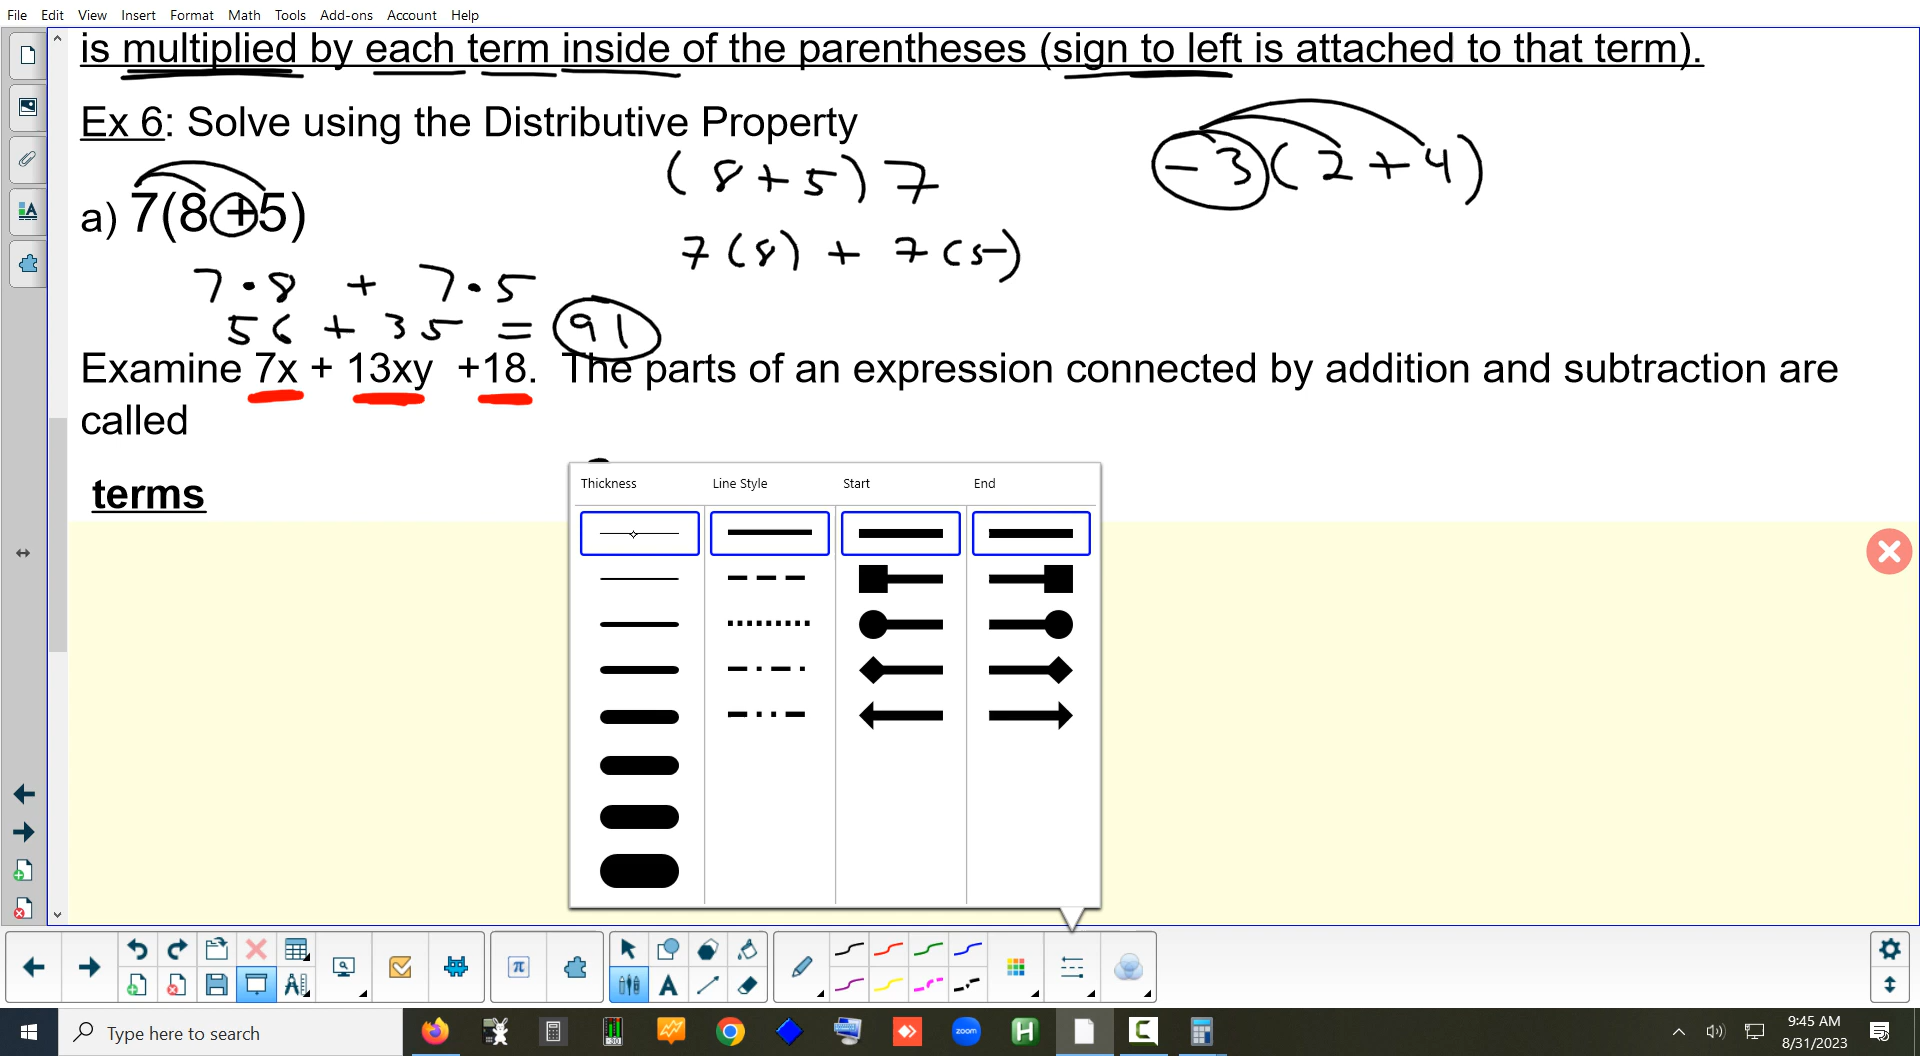 File Edit View Insert Format Math Tools Add-ons Account Help
is multiplied by each term inside of the parentheses (sign to left is attached to that term).
Ex 6: Solve using the Distributive Property
(8+5)7
-3(2+4)
a) 7(8+5)
7(8) + 7(5)
7•8 + 7•5
56 + 35 = 91
Examine 7x + 13xy +18. The parts of an expression connected by addition and subtraction are
called
terms
Thickness Line Style Start End
π
A
Type here to search
zoom
H
C
9:45 AM
8/31/2023